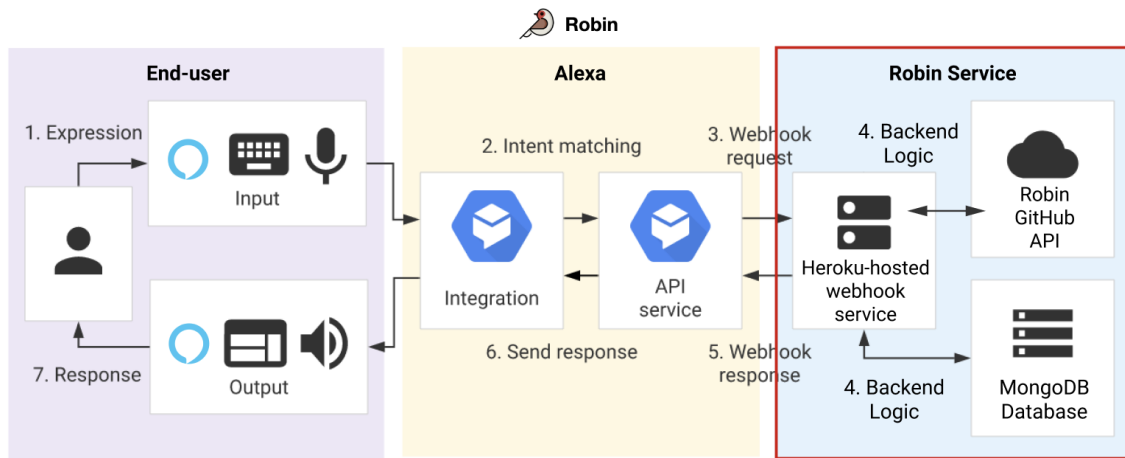 Robin
End-user
Alexa
Robin Service
1. Expression
Input
2. Intent matching
3. Webhook
request
4. Backend
Logic
Robin
GitHub
API
Integration
API
service
Heroku-hosted
webhook
service
7. Response
Output
6. Send response
5. Webhook
response
4. Backend
Logic
MongoDB
Database